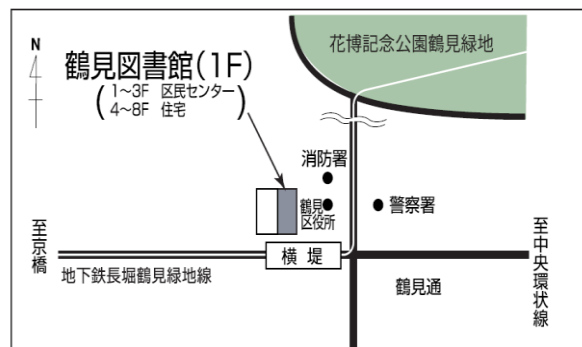 花博記念公園鶴見緑地
N
鶴見図書館(1F)
(1~3F 区民センター
4~8F 住宅)
消防署
鶴見
区役所
警察署
至京橋
横堤
地下鉄長堀鶴見緑地線
鶴見通
至中央環状線